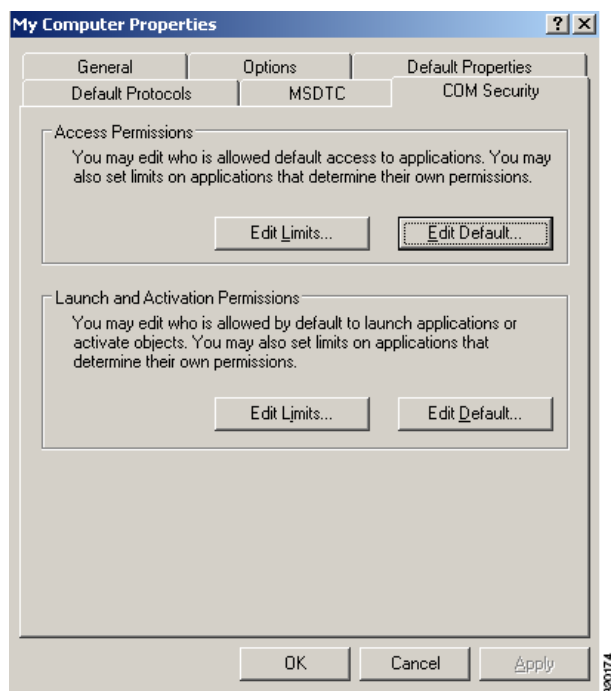 My Computer Properties
General Options Default Properties
Default Protocols MSDTC COM Security
Access Permissions
You may edit who is allowed default access to applications. You may
also set limits on applications that determine their own permissions.
Edit Limits... Edit Default...
Launch and Activation Permissions
You may edit who is allowed by default to launch applications or
activate objects. You may also set limits on applications that
determine their own permissions.
Edit Limits... Edit Default...
OK Cancel Apply